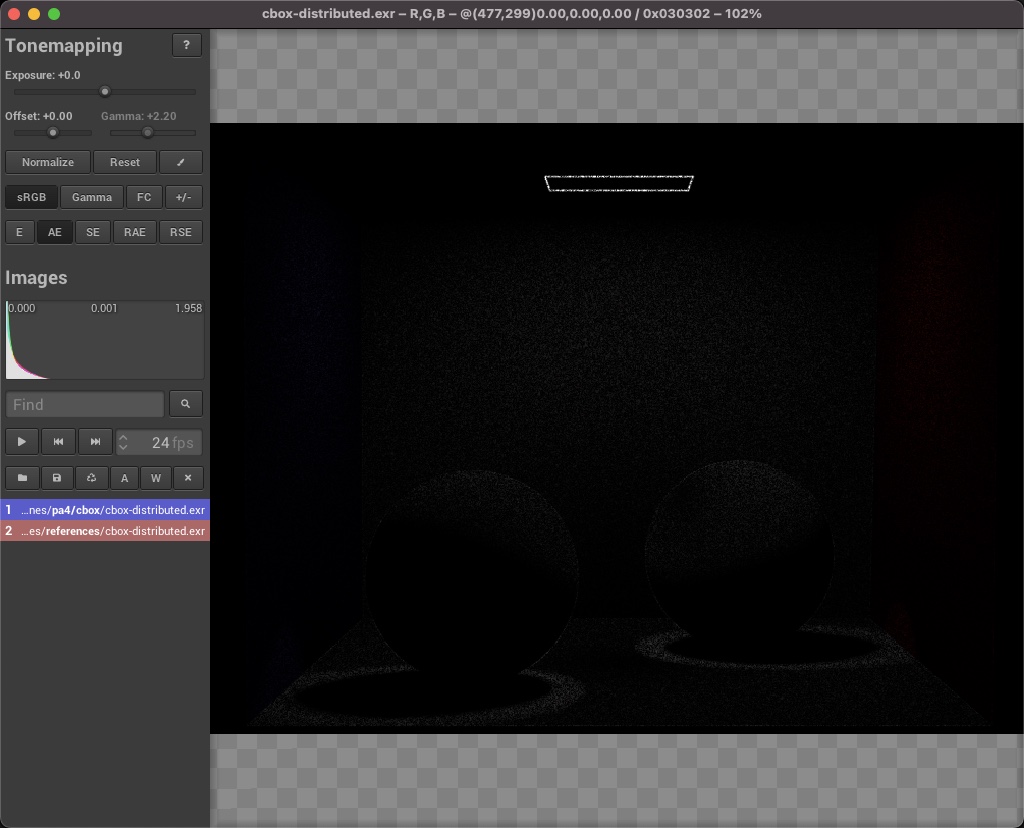 cbox-distributed.exr – R,G,B – @(477,299)0.00,0.00,0.00 / 0x030302 – 102%
Tonemapping ?
Exposure: +0.0
Offset: +0.00 Gamma: +2.20
Normalize Reset
sRGB Gamma FC +/-
E AE SE RAE RSE
Images
0.000 0.001 1.958
Find
24 fps
A W
1 ...nes/pa4/cbox/cbox-distributed.exr
2 ...es/references/cbox-distributed.exr